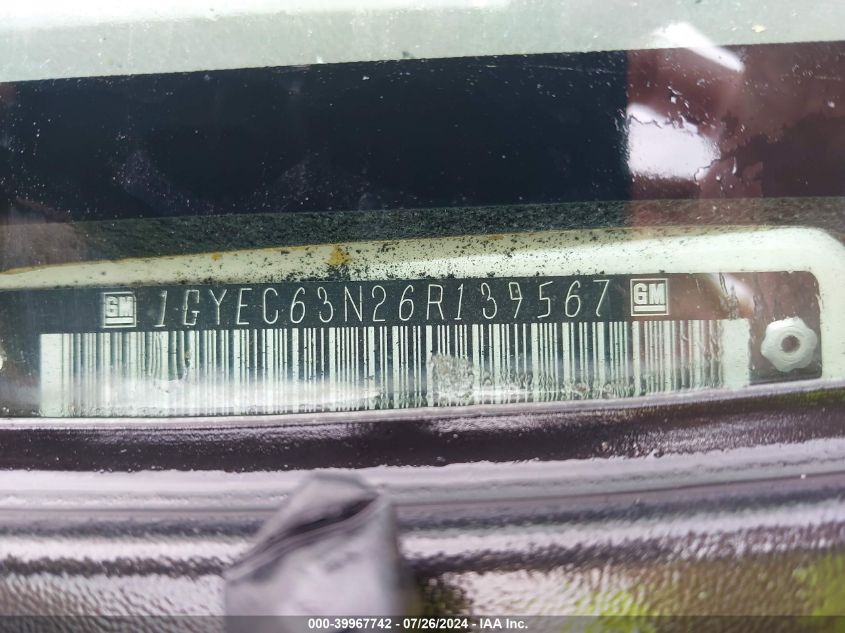 GM 1GYEC63N26R139567 GM
000-39967742 / 07/26/2024 - IAA Inc.